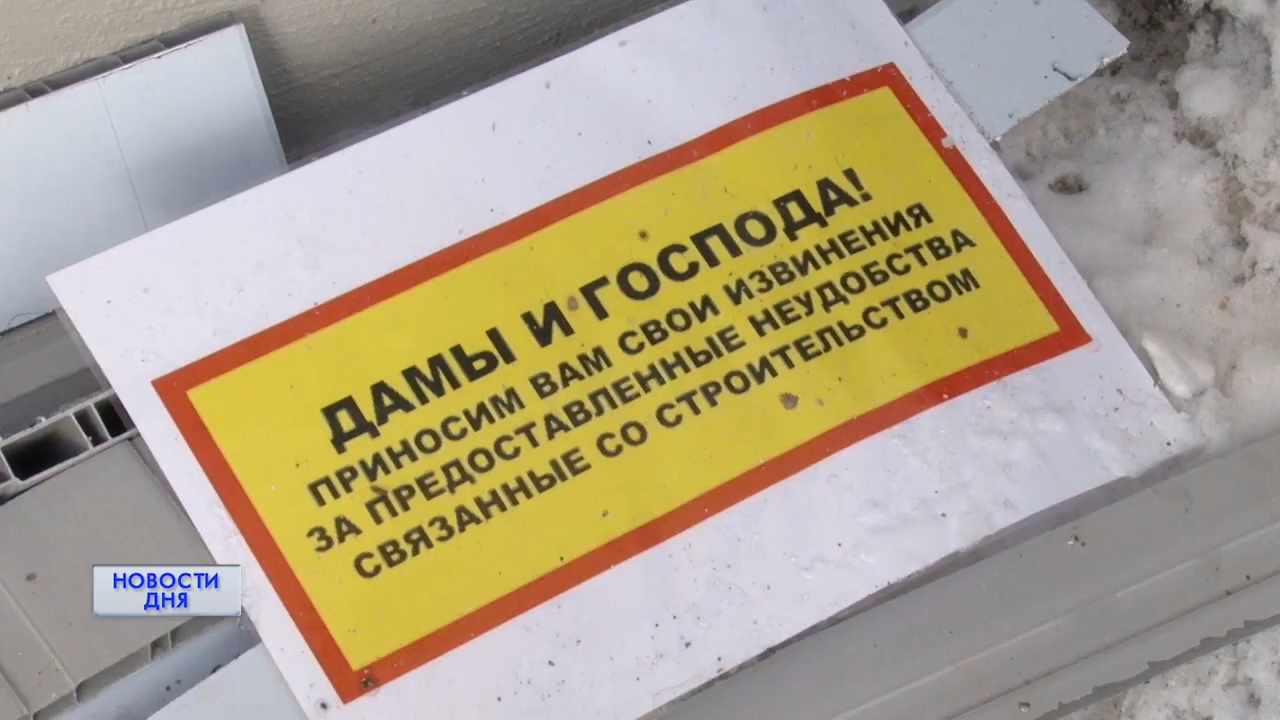 ДАМЫ И ГОСПОДА!
ПРИНОСИМ ВАМ СВОИ ИЗВИНЕНИЯ
ЗА ПРЕДОСТАВЛЕННЫЕ НЕУДОБСТВА
СВЯЗАННЫЕ СО СТРОИТЕЛЬСТВОМ
НОВОСТИ
ДНЯ